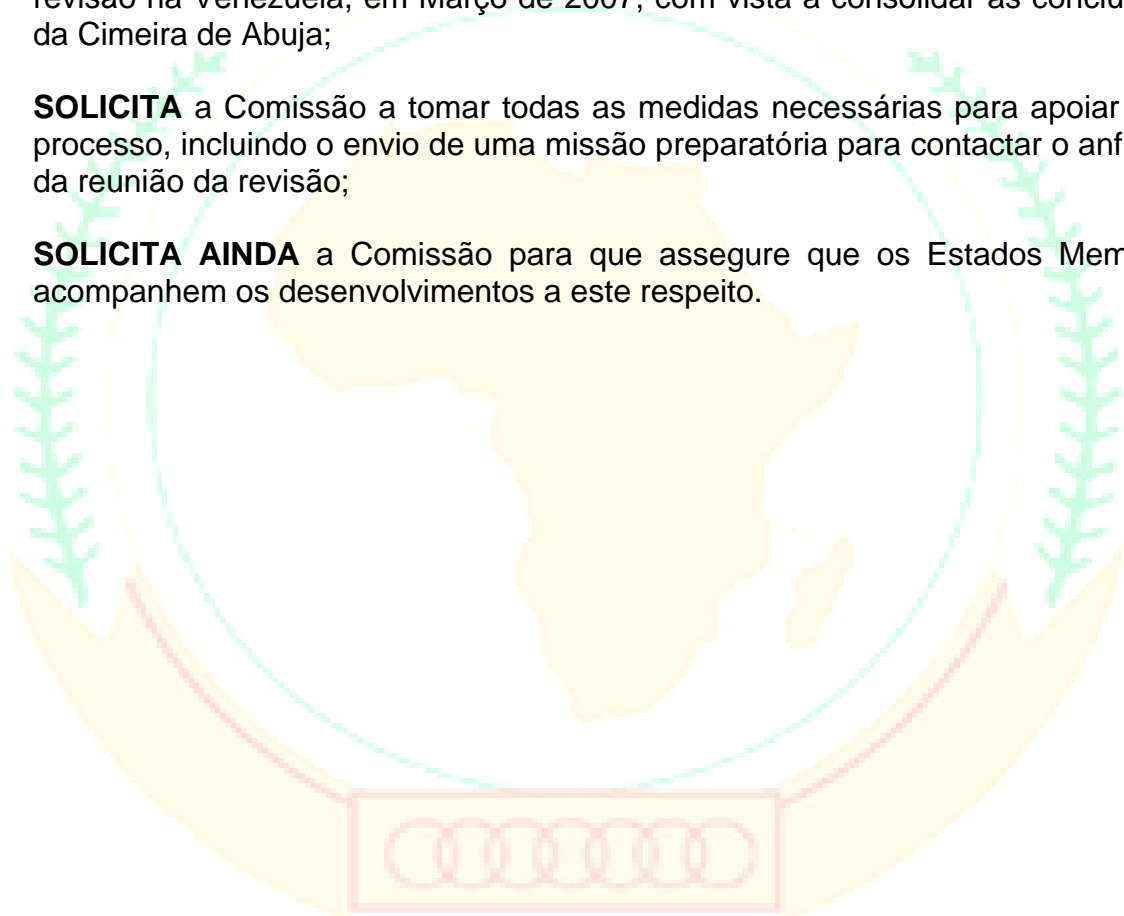 revisão na Venezuela, em Março de 2007, com vista a consolidar as conclu
da Cimeira de Abuja;
SOLICITA a Comissão a tomar todas as medidas necessárias para apoiar
processo, incluindo o envio de uma missão preparatória para contactar o anf
da reunião da revisão;
SOLICITA AINDA a Comissão para que assegure que os Estados Mem
acompanhem os desenvolvimentos a este respeito.